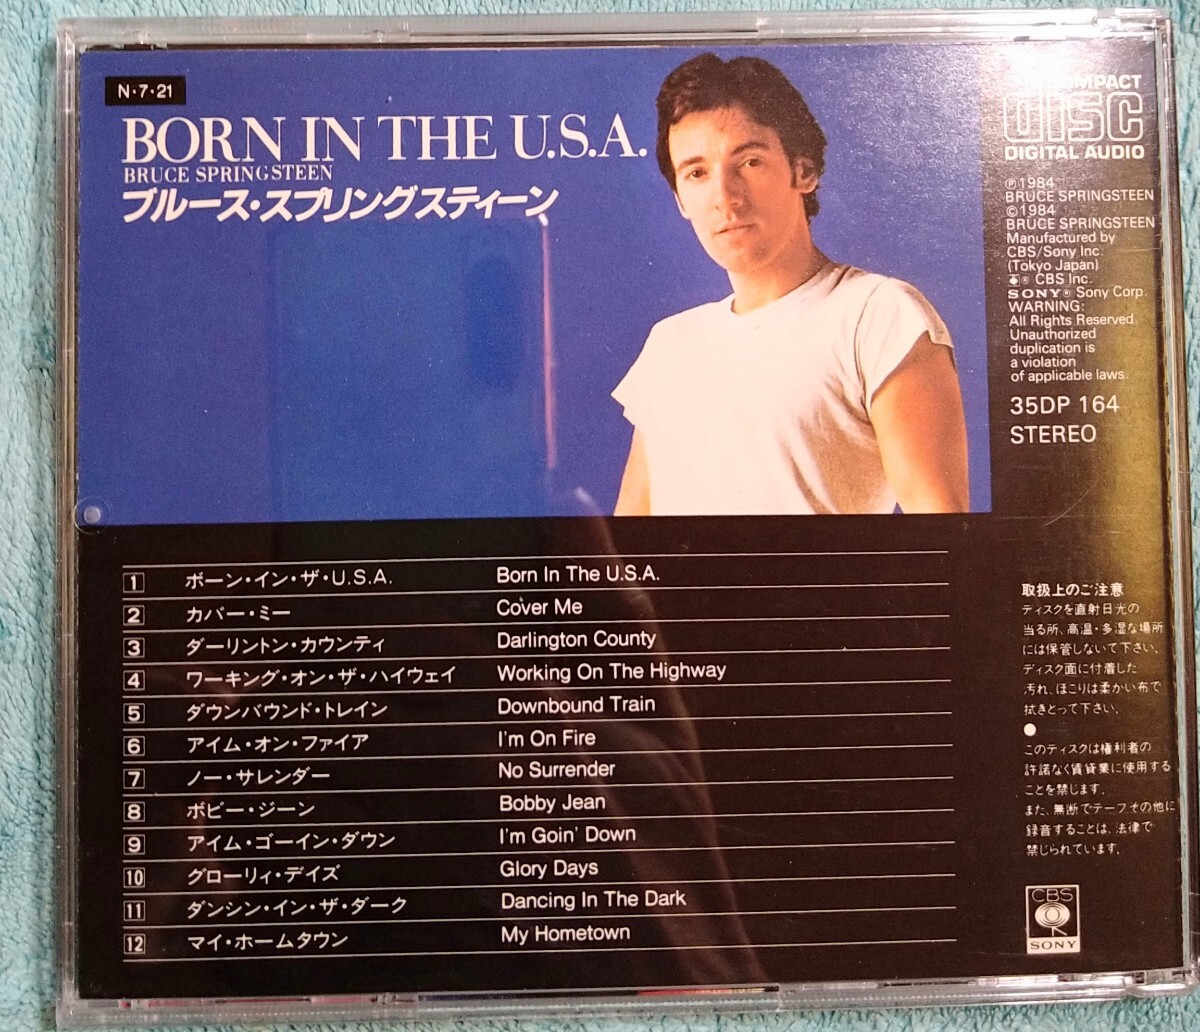 N・7・21
BORN IN THE U.S.A.
BRUCE SPRINGSTEEN
ブルース・スプリングスティーン
COMPACT
DISC
DIGITAL AUDIO
Ⓟ1984
BRUCE SPRINGSTEEN
©1984
BRUCE SPRINGSTEEN
Manufactured by
CBS/Sony Inc.
(Tokyo Japan)
® CBS Inc.
SONY® Sony Corp.
WARNING:
All Rights Reserved.
Unauthorized
duplication is
a violation
of applicable laws.
35DP 164
STEREO
1 ボーン・イン・ザ・U.S.A. Born In The U.S.A.
2 カバー・ミー Cover Me
3 ダーリントン・カウンティ Darlington County
4 ワーキング・オン・ザ・ハイウェイ Working On The Highway
5 ダウンバウンド・トレイン Downbound Train
6 アイム・オン・ファイア I'm On Fire
7 ノー・サレンダー No Surrender
8 ボビー・ジーン Bobby Jean
9 アイム・ゴーイン・ダウン I'm Goin' Down
10 グローリィ・デイズ Glory Days
11 ダンシン・イン・ザ・ダーク Dancing In The Dark
12 マイ・ホームタウン My Hometown
取扱上のご注意
ディスクを直射日光の
当る所、高温・多湿な場所
には保管しないで下さい。
ディスク面に付着した
汚れ、ほこりは柔かい布で
拭きとって下さい。
●
このディスクは権利者の
許諾なく賃貸業に使用する
ことを禁じます。
また、無断でテープその他に
録音することは、法律で
禁じられています。
CBS
SONY